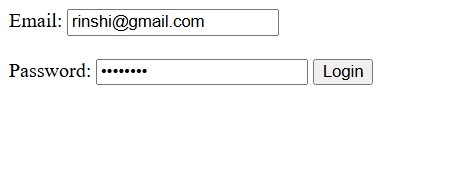 Email: rinshi@gmail.com
Password: •••••••• Login